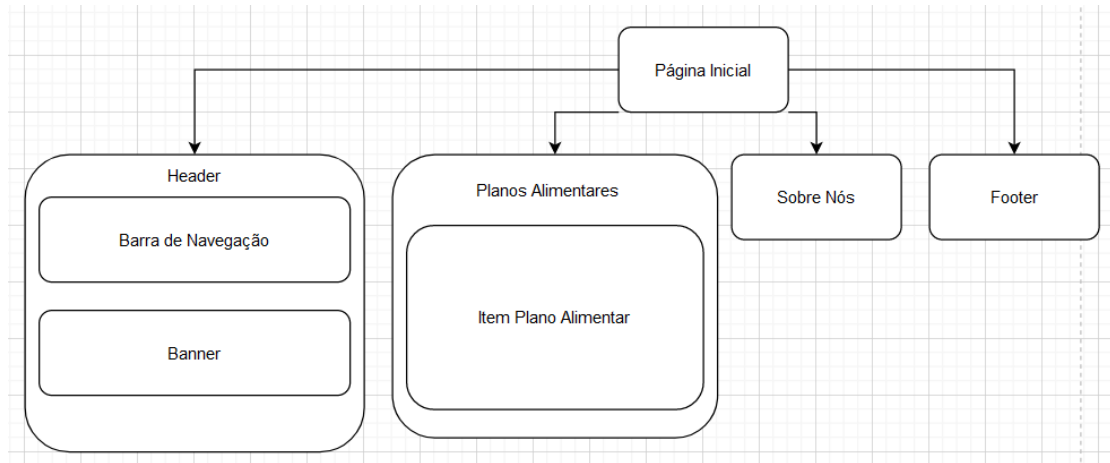 Página Inicial
Header
Barra de Navegação
Banner
Planos Alimentares
Item Plano Alimentar
Sobre Nós
Footer